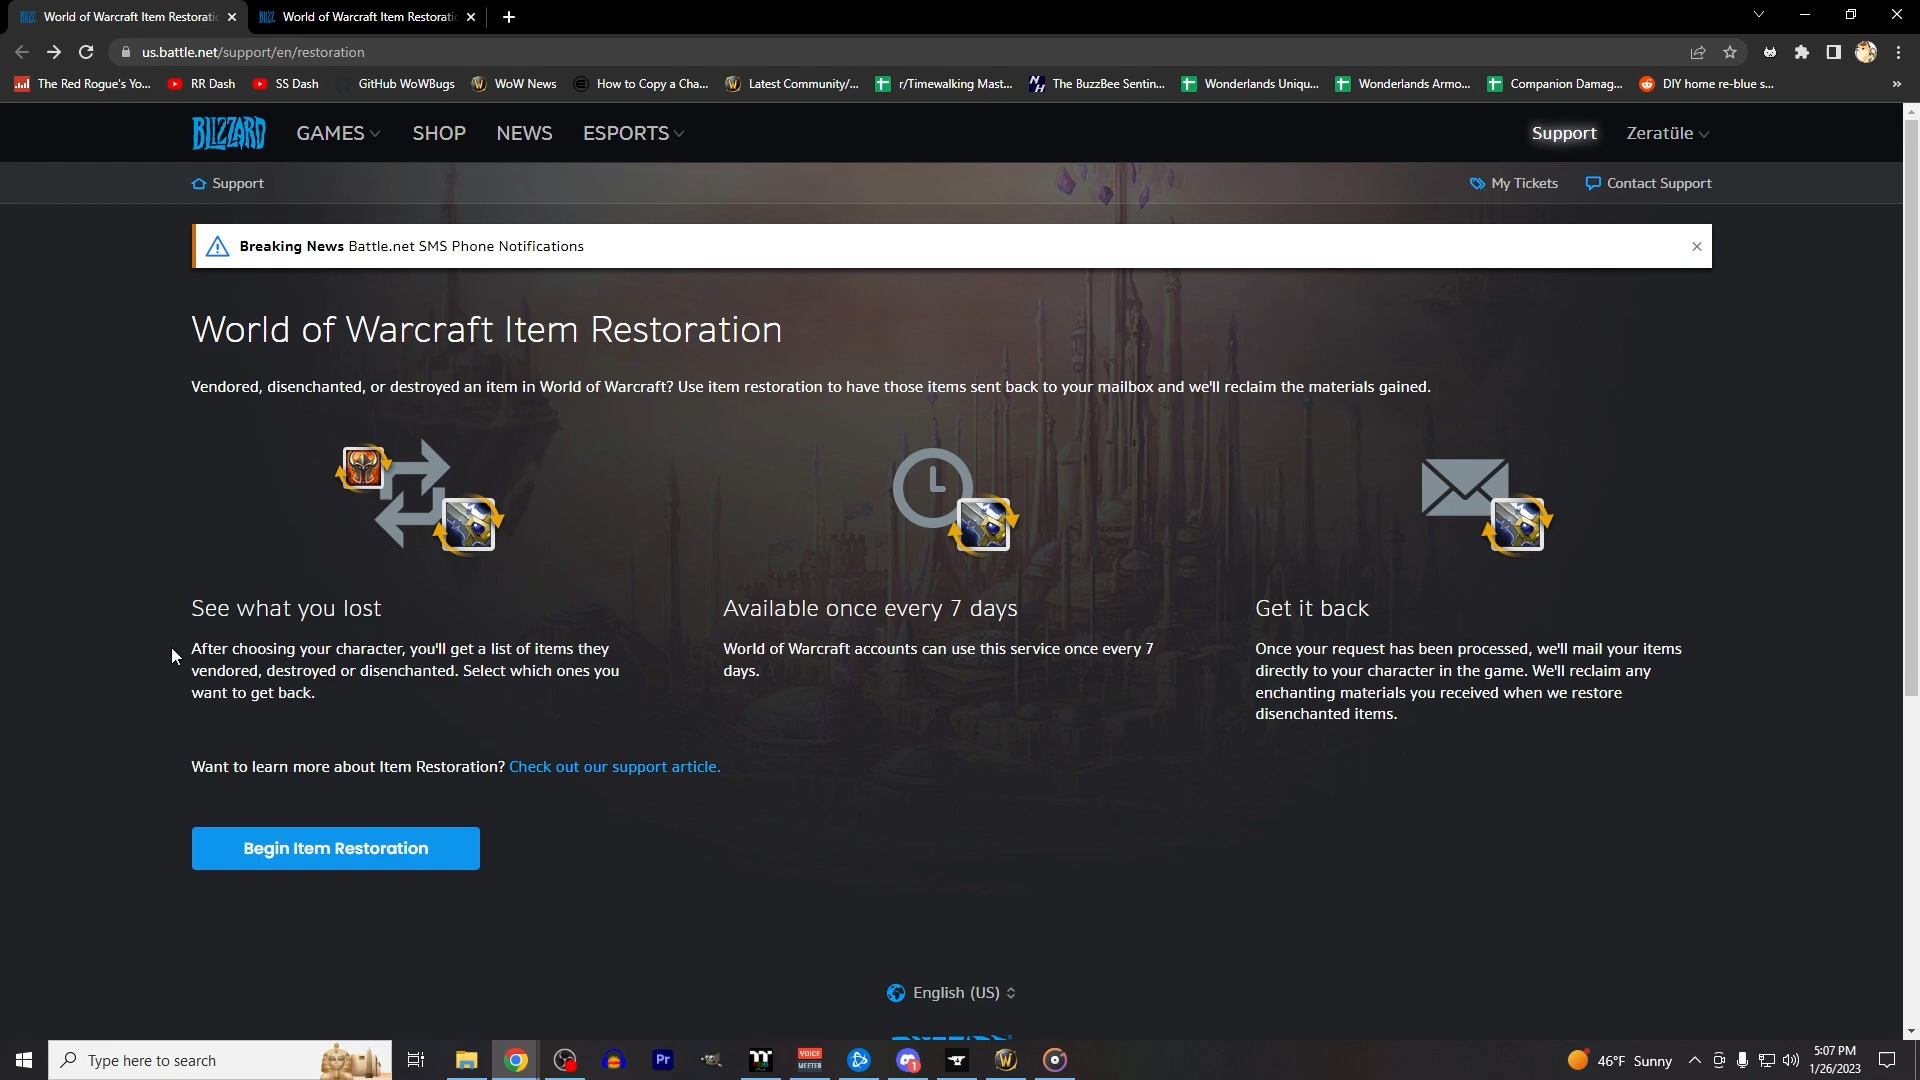 World of Warcraft Item Restoratio
World of Warcraft Item Restoratio
us.battle.net/support/en/restoration
The Red Rogue's Yo...
RR Dash
SS Dash
GitHub WoWBugs
WoW News
How to Copy a Cha...
Latest Community/...
r/Timewalking Mast...
The BuzzBee Sentin...
Wonderlands Uniqu...
Wonderlands Armo...
Companion Damag...
DIY home re-blue s...
BLIZZARD
GAMES
SHOP
NEWS
ESPORTS
Support
Zeratüle
Support
My Tickets
Contact Support
Breaking News Battle.net SMS Phone Notifications
World of Warcraft Item Restoration
Vendored, disenchanted, or destroyed an item in World of Warcraft? Use item restoration to have those items sent back to your mailbox and we'll reclaim the materials gained.
See what you lost
After choosing your character, you'll get a list of items they
vendored, destroyed or disenchanted. Select which ones you
want to get back.
Available once every 7 days
World of Warcraft accounts can use this service once every 7
days.
Get it back
Once your request has been processed, we'll mail your items
directly to your character in the game. We'll reclaim any
enchanting materials you received when we restore
disenchanted items.
Want to learn more about Item Restoration? Check out our support article.
Begin Item Restoration
English (US)
Type here to search
Pr
VOICE
MEETER
1
46°F Sunny
5:07 PM
1/26/2023